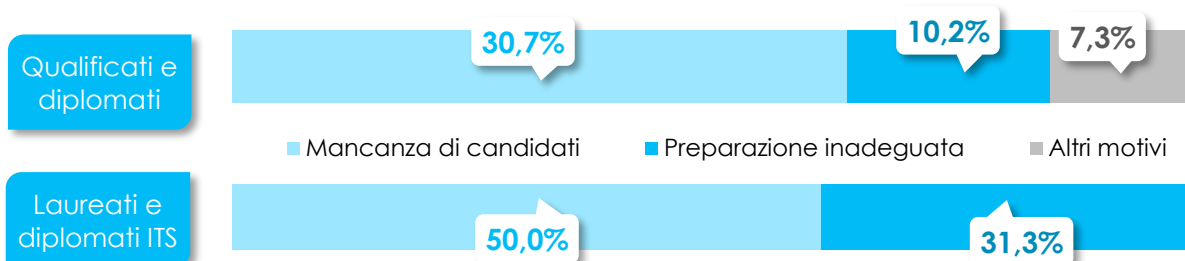 Qualificati e
diplomati
30,7%
10,2%
7,3%
Mancanza di candidati
Preparazione inadeguata
Altri motivi
Laureati e
diplomati ITS
50,0%
31,3%